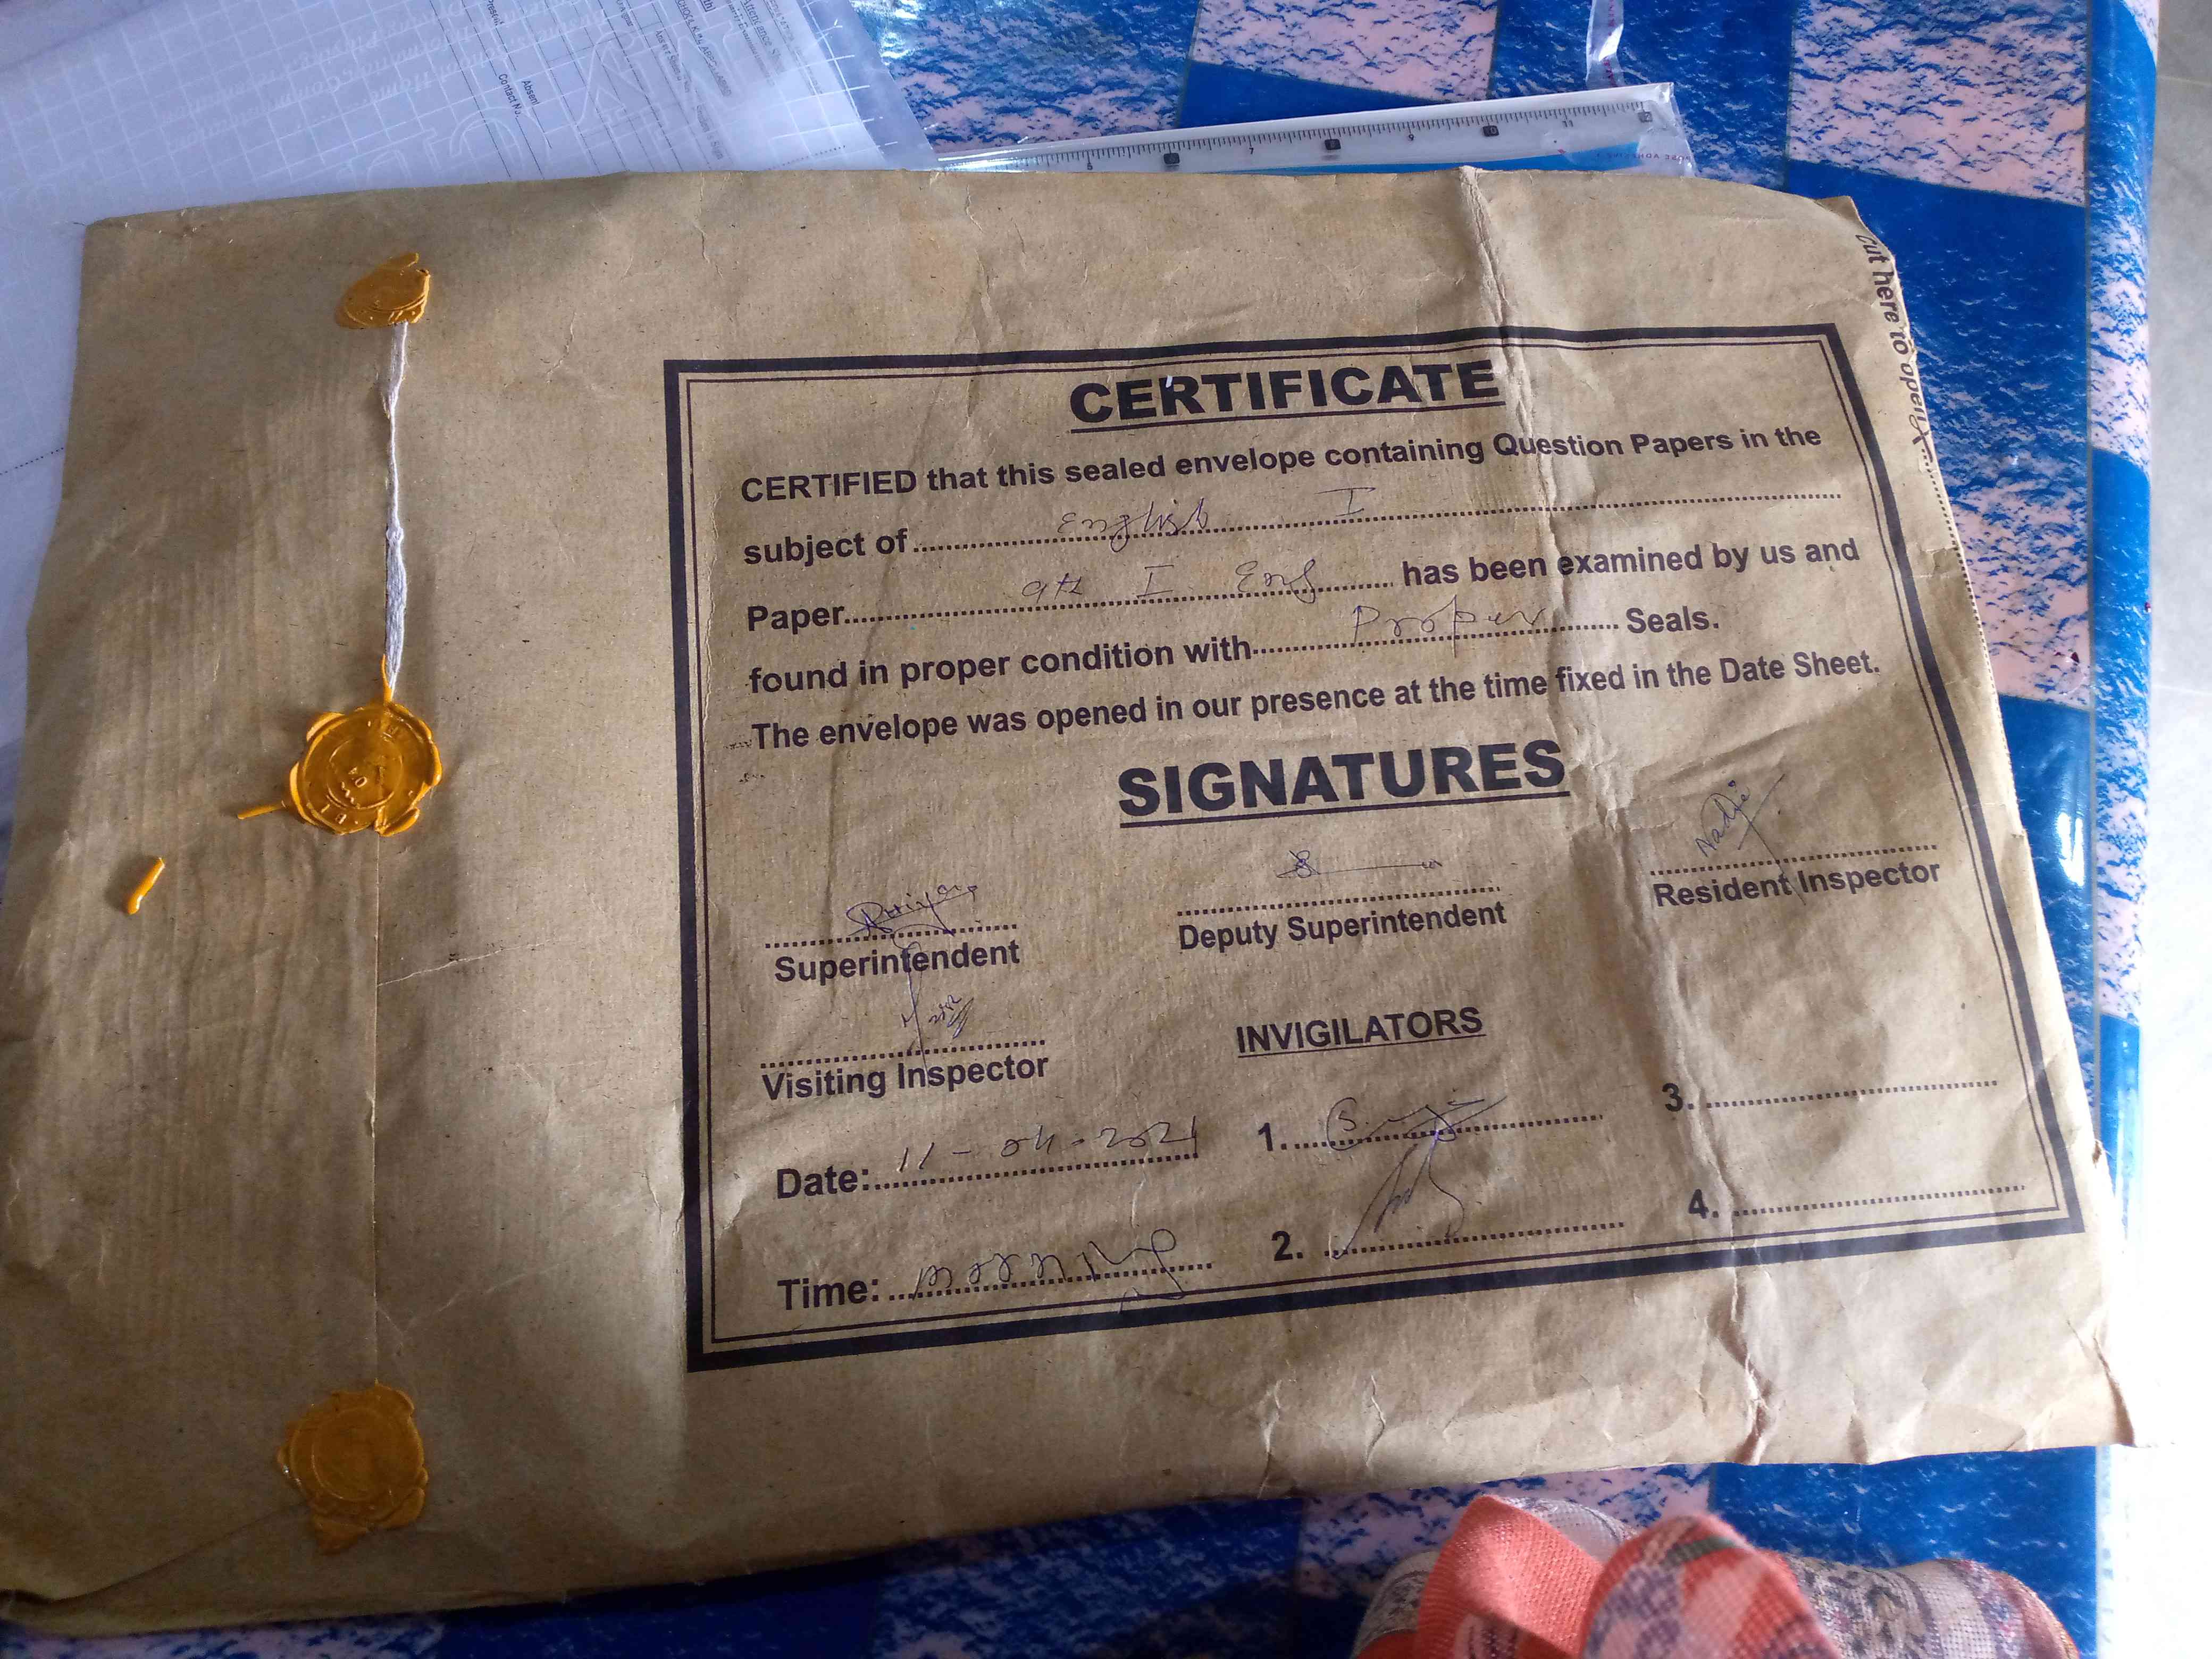 Cut here to open
CERTIFICATE
CERTIFIED that this sealed envelope containing Question Papers in the
subject of English I
Paper 9th I Eng has been examined by us and
found in proper condition with Proper Seals.
The envelope was opened in our presence at the time fixed in the Date Sheet.
SIGNATURES
Superintendent
Deputy Superintendent
Resident Inspector
Visiting Inspector
INVIGILATORS
Date: 11-04-2021
1.
3.
Time: morning
2.
4.
Absent
Contact No.